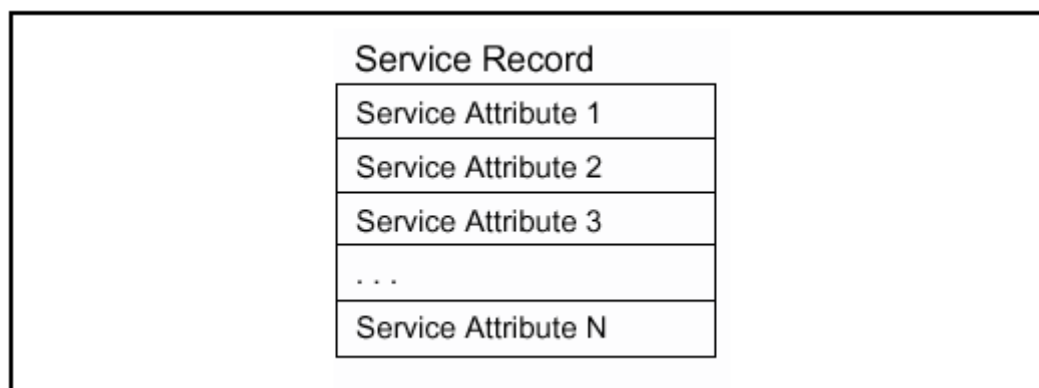 Service Record
Service Attribute 1
Service Attribute 2
Service Attribute 3
. . .
Service Attribute N